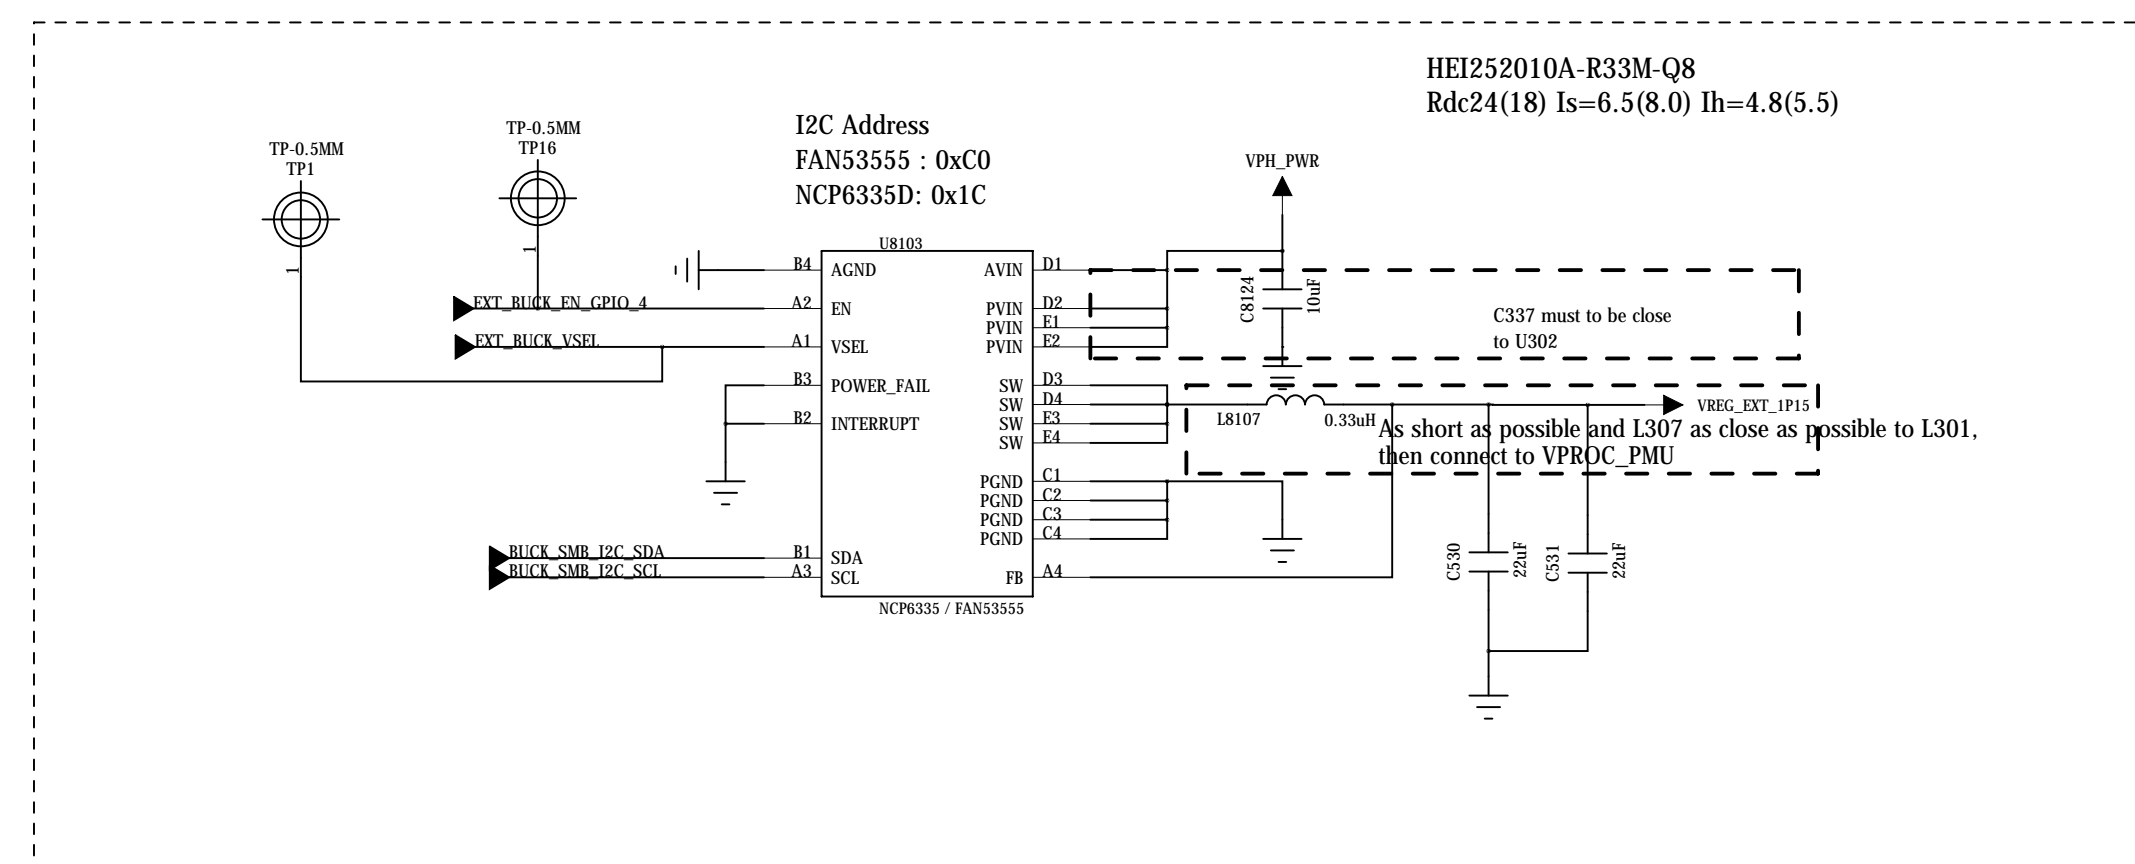 HEI252010A-R33M-Q8
Rdc24(18) Is=6.5(8.0) Ih=4.8(5.5)
TP-0.5MM
TP1
1
TP-0.5MM
TP16
1
I2C Address
FAN53555 : 0xC0
NCP6335D: 0x1C
VPH_PWR
U8103
B4 AGND
A2 EN
A1 VSEL
B3 POWER_FAIL
B2 INTERRUPT
B1 SDA
A3 SCL
AVIN D1
PVIN D2
PVIN E1
PVIN E2
SW D3
SW D4
SW E3
SW E4
PGND C1
PGND C2
PGND C3
PGND C4
FB A4
NCP6335 / FAN53555
EXT_BUCK_EN_GPIO_4
EXT_BUCK_VSEL
BUCK_SMB_I2C_SDA
BUCK_SMB_I2C_SCL
C8124
10uF
C337 must to be close
to U302
L8107
0.33uH
VREG_EXT_1P15
As short as possible and L307 as close as possible to L301,
then connect to VPROC_PMU
C530
22uF
C531
22uF